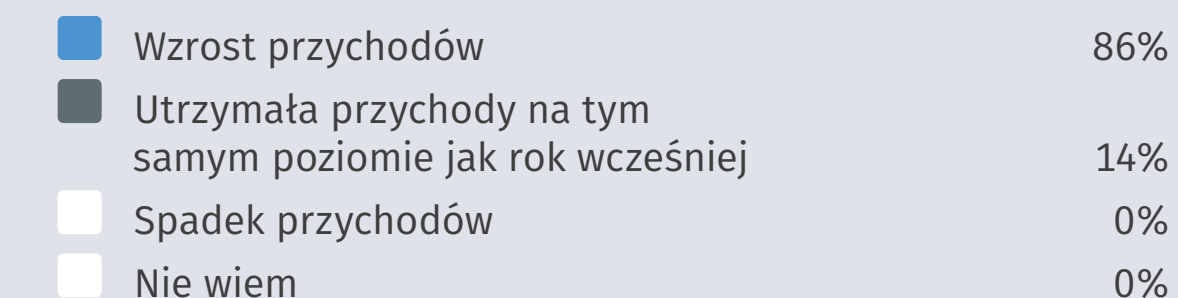 Wzrost przychodów 86%
Utrzymała przychody na tym
samym poziomie jak rok wcześniej 14%
Spadek przychodów 0%
Nie wiem 0%